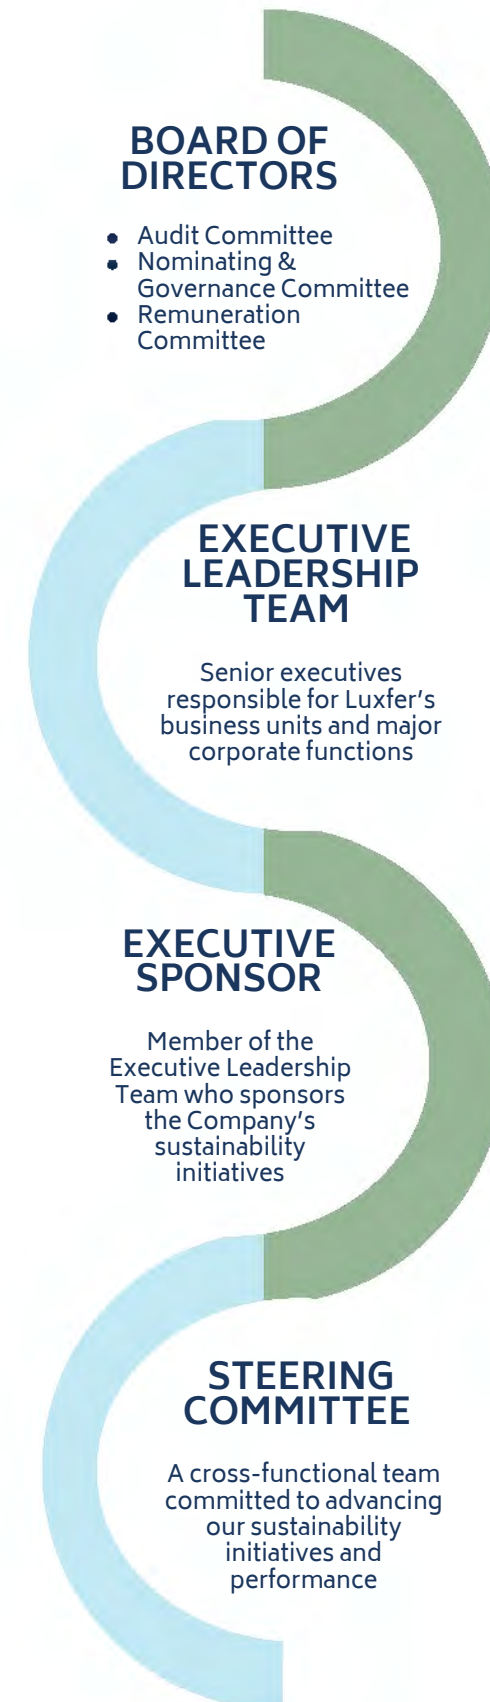 BOARD OF
DIRECTORS
• Audit Committee
• Nominating &
Governance Committee
• Remuneration
Committee
EXECUTIVE
LEADERSHIP
TEAM
Senior executives
responsible for Luxfer’s
business units and major
corporate functions
EXECUTIVE
SPONSOR
Member of the
Executive Leadership
Team who sponsors
the Company’s
sustainability
initiatives
STEERING
COMMITTEE
A cross-functional team
committed to advancing
our sustainability
initiatives and
performance